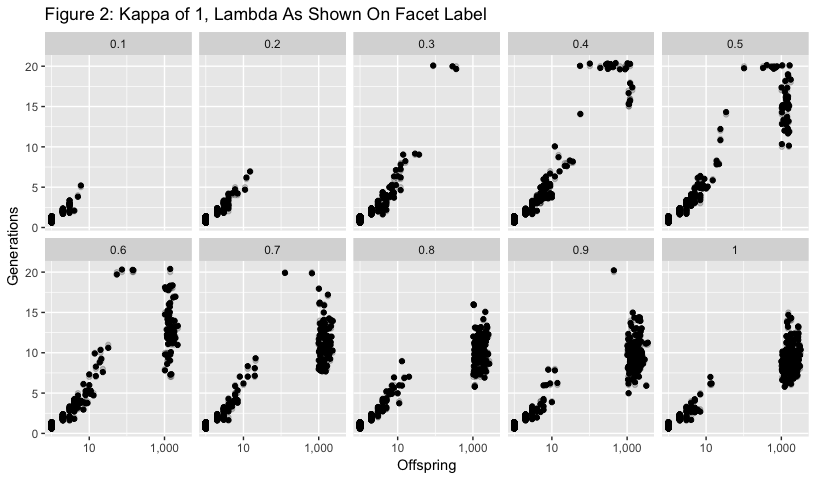 Figure 2: Kappa of 1, Lambda As Shown On Facet Label
0.1 0.2 0.3 0.4 0.5
20
15
10
5
0
Generations
0.6 0.7 0.8 0.9 1
20
15
10
5
0
10 1,000 10 1,000 10 1,000 10 1,000 10 1,000
Offspring